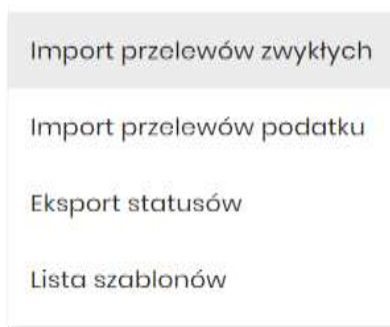 Import przelewów zwykłych
Import przelewów podatku
Eksport statusów
Lista szablonów